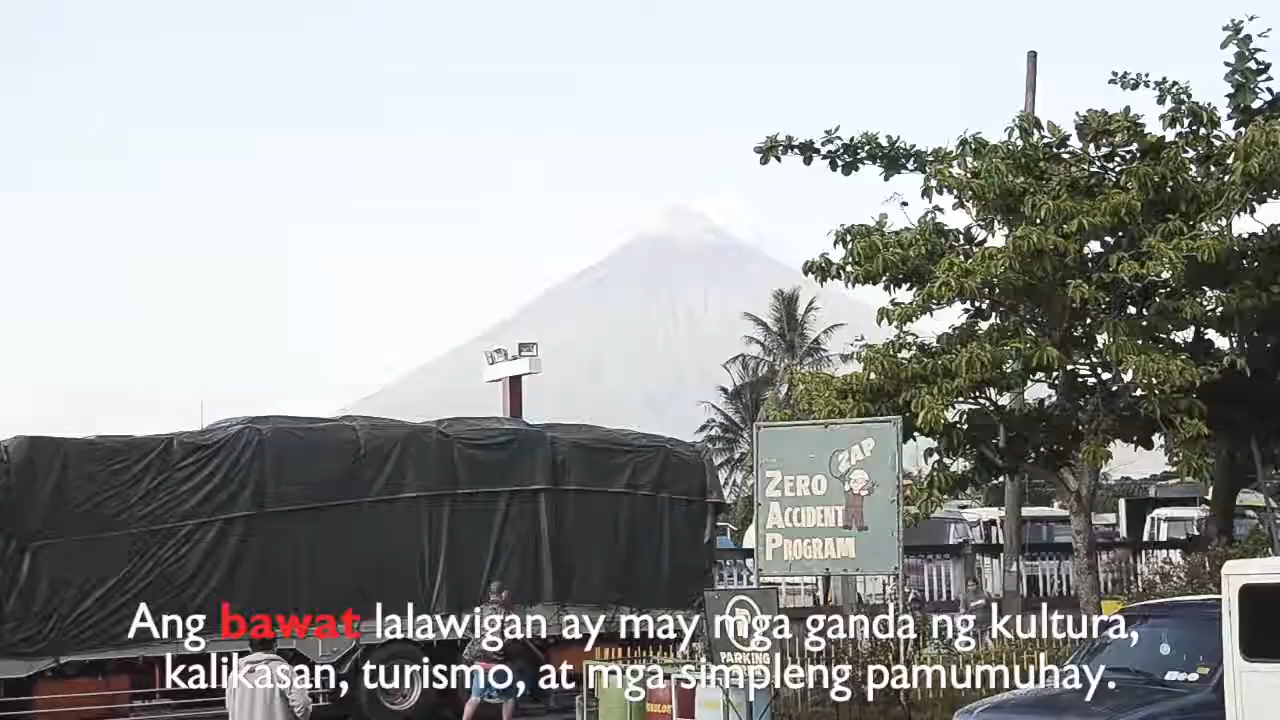 ZAP
ZERO
ACCIDENT
PROGRAM
PARKING
Ang bawat lalawigan ay may mga ganda ng kultura,
kalikasan, turismo, at mga simpleng pamumuhay.